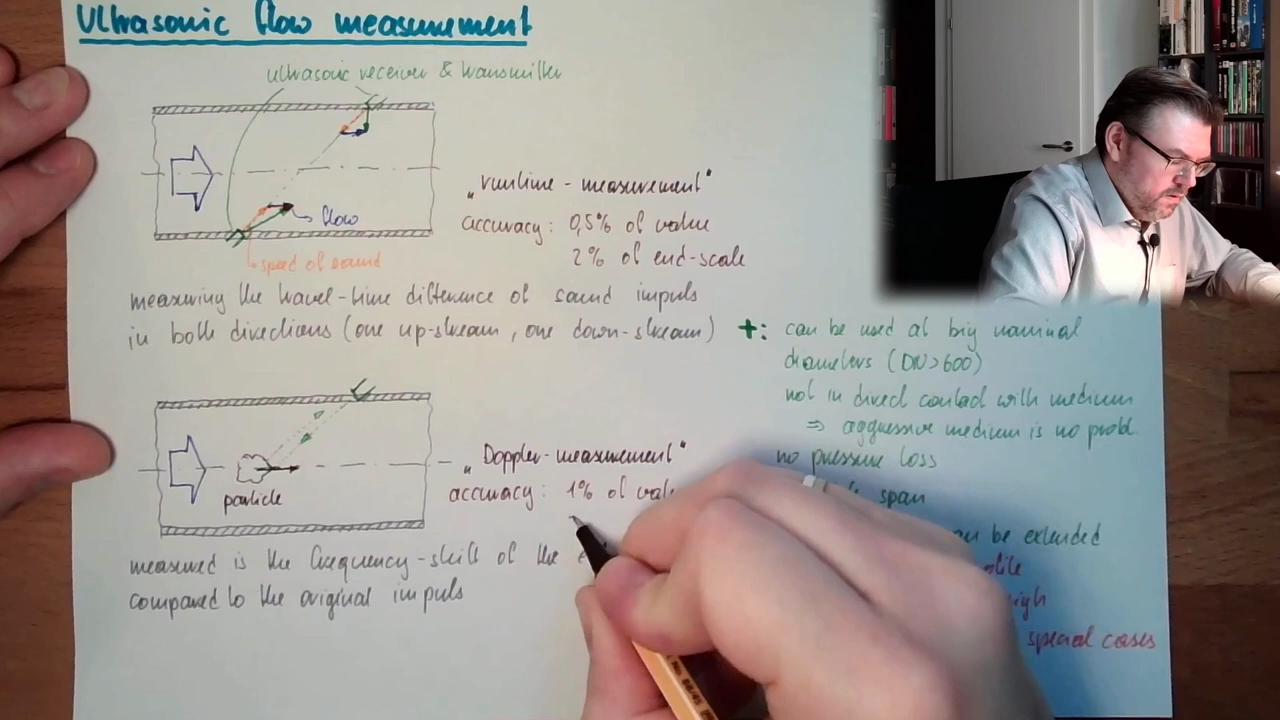 Ultrasonic flow measurement
ultrasonic receiver & transmitter
flow
speed of sound
„runtime - measurement"
accuracy: 0,5% of value
2% of end-scale
measuring the travel-time difference of sound impuls
in both directions (one up-stream, one down-stream)
+: can be used at big nominal
diameters (DN>600)
not in direct contact with medium
⇒ aggressive medium is no probl.
no pressure loss
span
can be extended
high
special cases
particle
„Doppler-measurement"
accuracy: 1% of
measured is the frequency-shift of the
compared to the original impuls